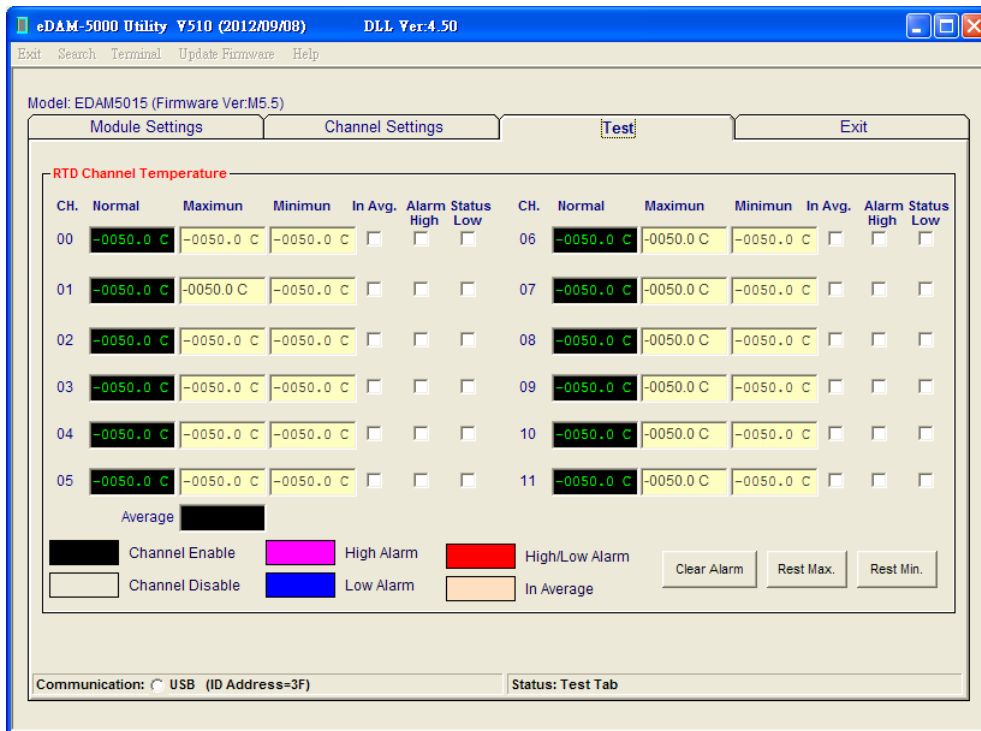 eDAM-5000 Utility V510 (2012/09/08) DLL Ver:4.50
Exit Search Terminal Update Firmware Help
Model: EDAM5015 (Firmware Ver:M5.5)
Module Settings Channel Settings Test Exit
RTD Channel Temperature
CH. Normal Maximun Minimun In Avg. Alarm Status CH. Normal Maximun Minimun In Avg. Alarm Status
High Low High Low
00 -0050.0 C -0050.0 C -0050.0 C 06 -0050.0 C -0050.0 C -0050.0 C
01 -0050.0 C -0050.0 C -0050.0 C 07 -0050.0 C -0050.0 C -0050.0 C
02 -0050.0 C -0050.0 C -0050.0 C 08 -0050.0 C -0050.0 C -0050.0 C
03 -0050.0 C -0050.0 C -0050.0 C 09 -0050.0 C -0050.0 C -0050.0 C
04 -0050.0 C -0050.0 C -0050.0 C 10 -0050.0 C -0050.0 C -0050.0 C
05 -0050.0 C -0050.0 C -0050.0 C 11 -0050.0 C -0050.0 C -0050.0 C
Average
Channel Enable High Alarm High/Low Alarm Clear Alarm Rest Max. Rest Min.
Channel Disable Low Alarm In Average
Communication: USB (ID Address=3F) Status: Test Tab